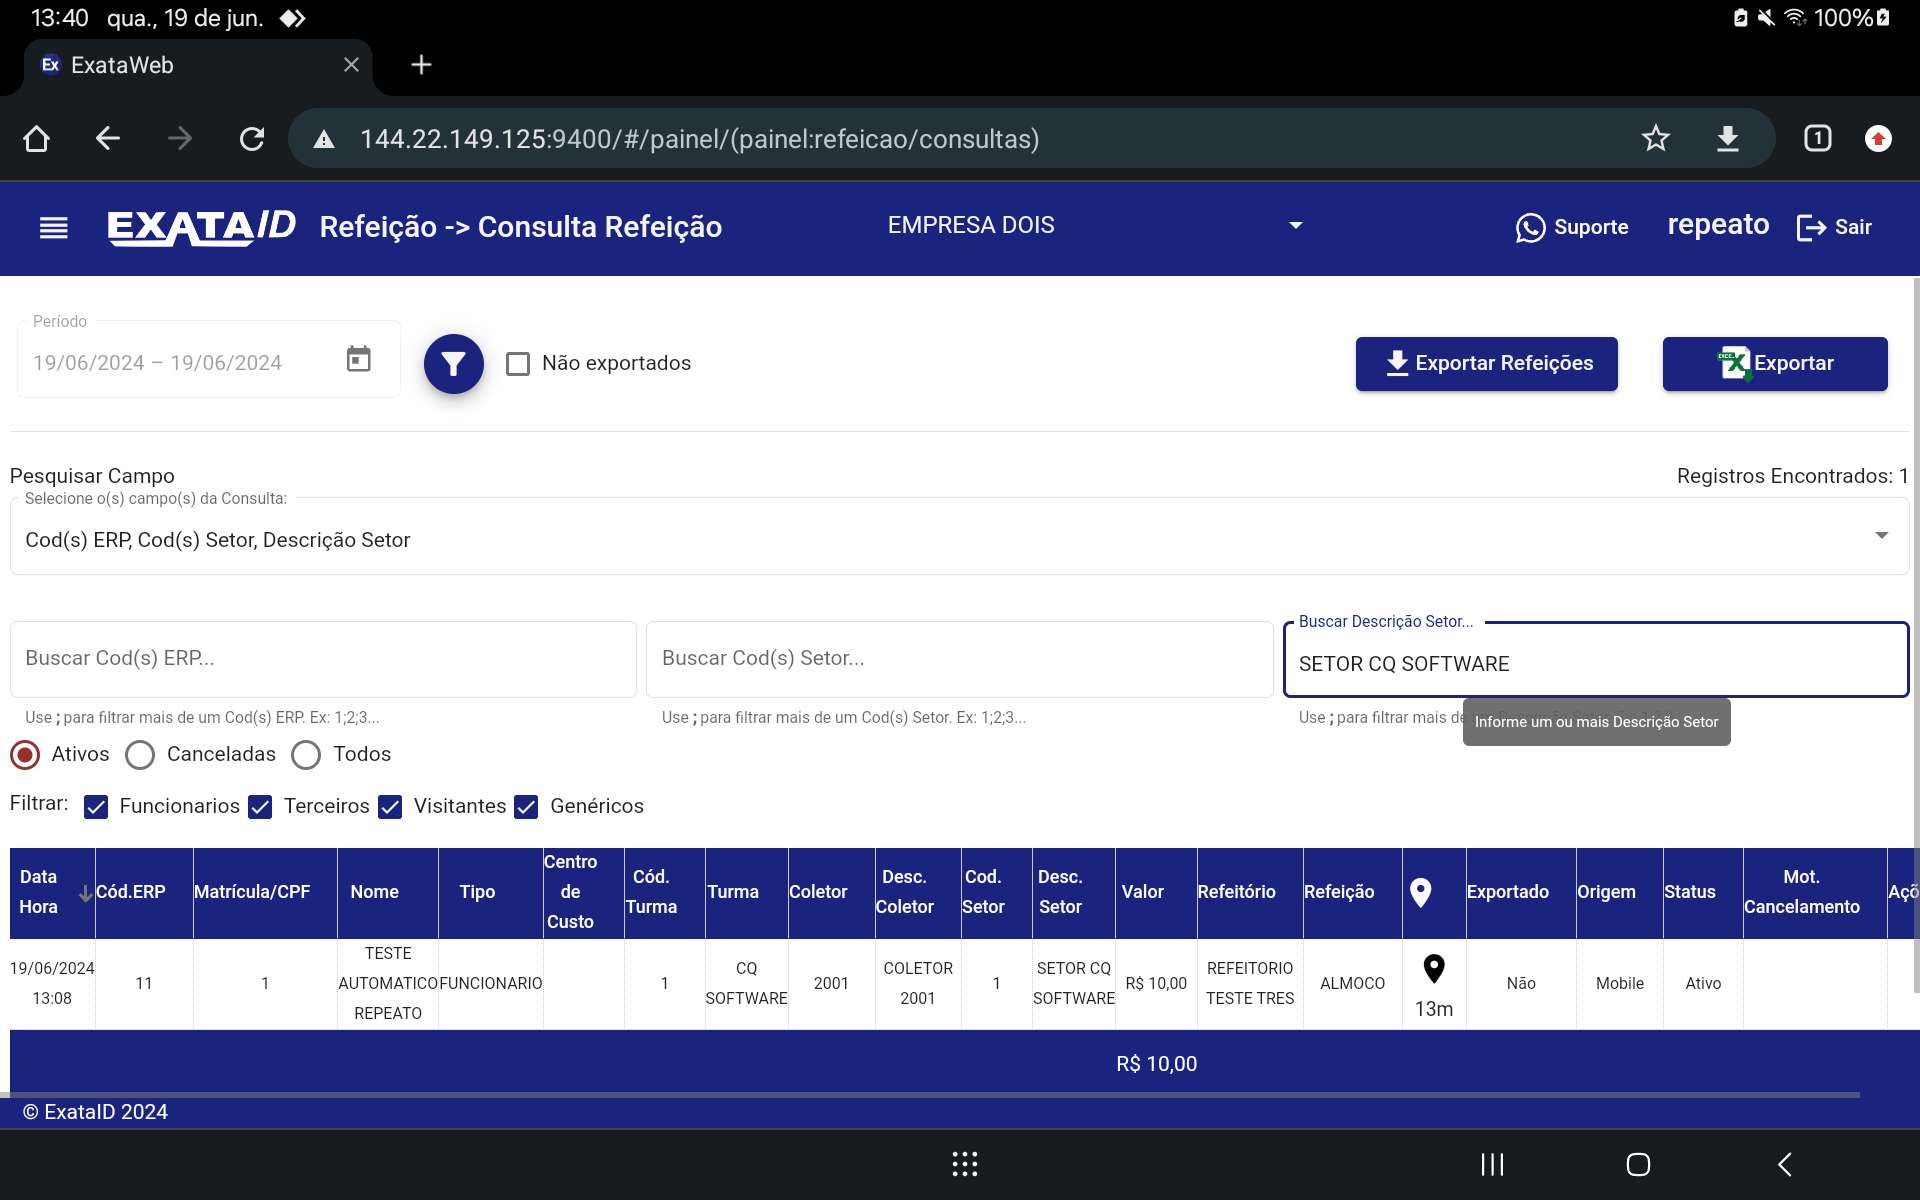 13:40 qua., 19 de jun. 100%
Ex ExataWeb
144.22.149.125:9400/#/painel/(painel:refeicao/consultas) 1
EXATAID Refeição -> Consulta Refeição EMPRESA DOIS Suporte repeato Sair
Período
19/06/2024 – 19/06/2024 Não exportados Exportar Refeições Exportar
Pesquisar Campo Registros Encontrados: 1
Selecione o(s) campo(s) da Consulta:
Cod(s) ERP, Cod(s) Setor, Descrição Setor
Buscar Descrição Setor...
Buscar Cod(s) ERP... Buscar Cod(s) Setor... SETOR CQ SOFTWARE
Use ; para filtrar mais de um Cod(s) ERP. Ex: 1;2;3... Use ; para filtrar mais de um Cod(s) Setor. Ex: 1;2;3... Use ; para filtrar mais de
Informe um ou mais Descrição Setor
Ativos Canceladas Todos
Filtrar: Funcionarios Terceiros Visitantes Genéricos
Data Hora Cód.ERP Matrícula/CPF Nome Tipo Centro de Custo Cód. Turma Turma Coletor Desc. Coletor Cod. Setor Desc. Setor Valor Refeitório Refeição Exportado Origem Status Mot. Cancelamento Açõ
19/06/2024 13:08 11 1 TESTE AUTOMATICO REPEATO FUNCIONARIO 1 CQ SOFTWARE 2001 COLETOR 2001 1 SETOR CQ SOFTWARE R$ 10,00 REFEITORIO TESTE TRES ALMOCO 13m Não Mobile Ativo
R$ 10,00
© ExataID 2024